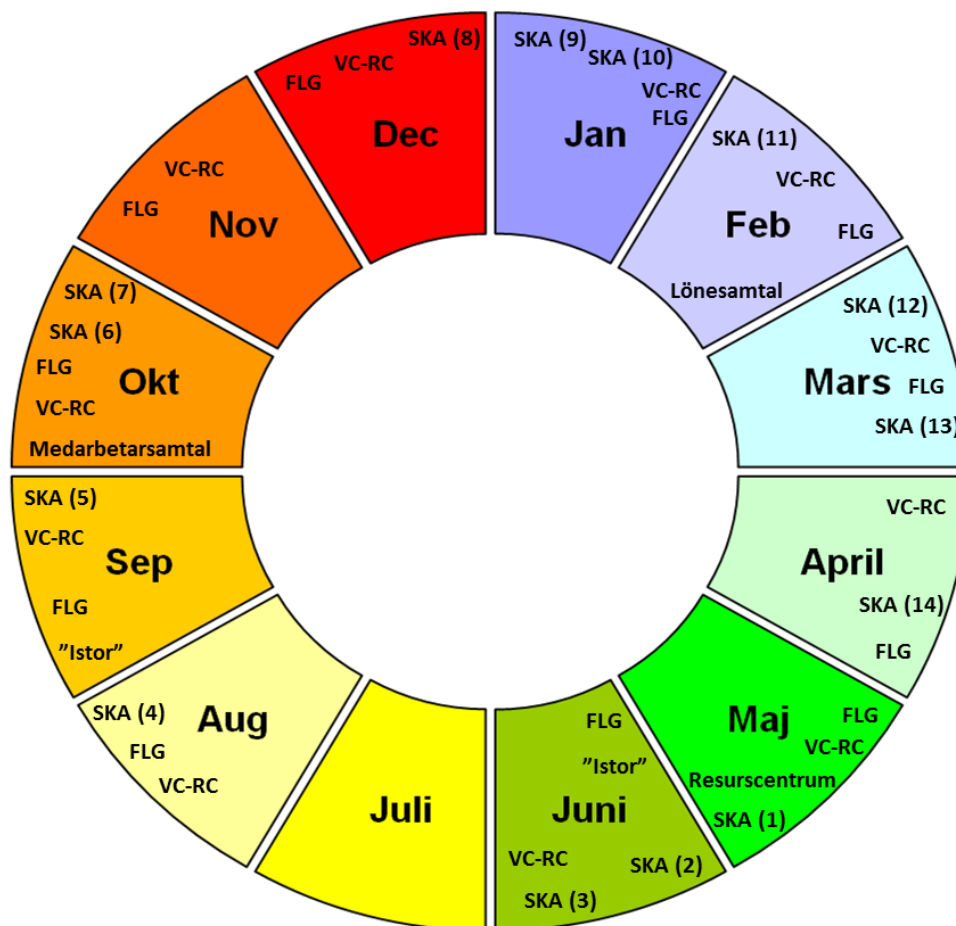 SKA (9)
SKA (10)
VC-RC
FLG
Jan
SKA (11)
VC-RC
Feb
FLG
Lönesamtal
SKA (12)
VC-RC
Mars
FLG
SKA (13)
VC-RC
April
SKA (14)
FLG
Maj
FLG
VC-RC
Resurscentrum
SKA (1)
FLG
”Istor”
Juni
VC-RC
SKA (2)
SKA (3)
Juli
SKA (4)
Aug
FLG
VC-RC
SKA (5)
VC-RC
Sep
FLG
”Istor”
SKA (7)
SKA (6)
FLG
Okt
VC-RC
Medarbetarsamtal
VC-RC
FLG
Nov
SKA (8)
VC-RC
FLG
Dec